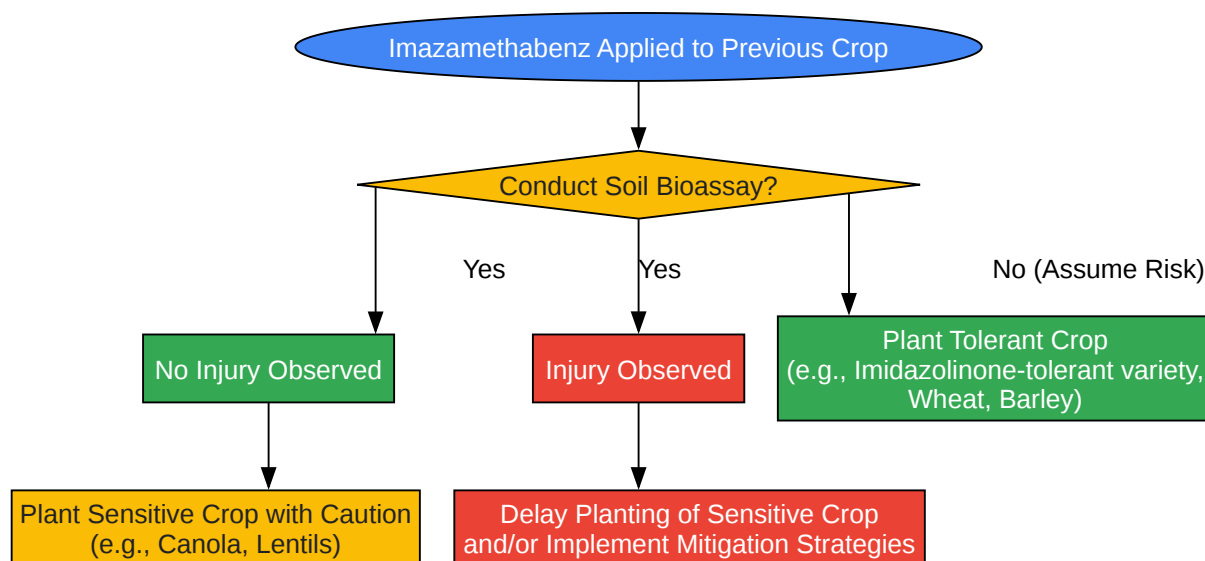 Imazamethabenz Applied to Previous Crop
Conduct Soil Bioassay?
Yes
Yes
No (Assume Risk)
No Injury Observed
Injury Observed
Plant Tolerant Crop
(e.g., Imidazolinone-tolerant variety,
Wheat, Barley)
Plant Sensitive Crop with Caution
(e.g., Canola, Lentils)
Delay Planting of Sensitive Crop
and/or Implement Mitigation Strategies